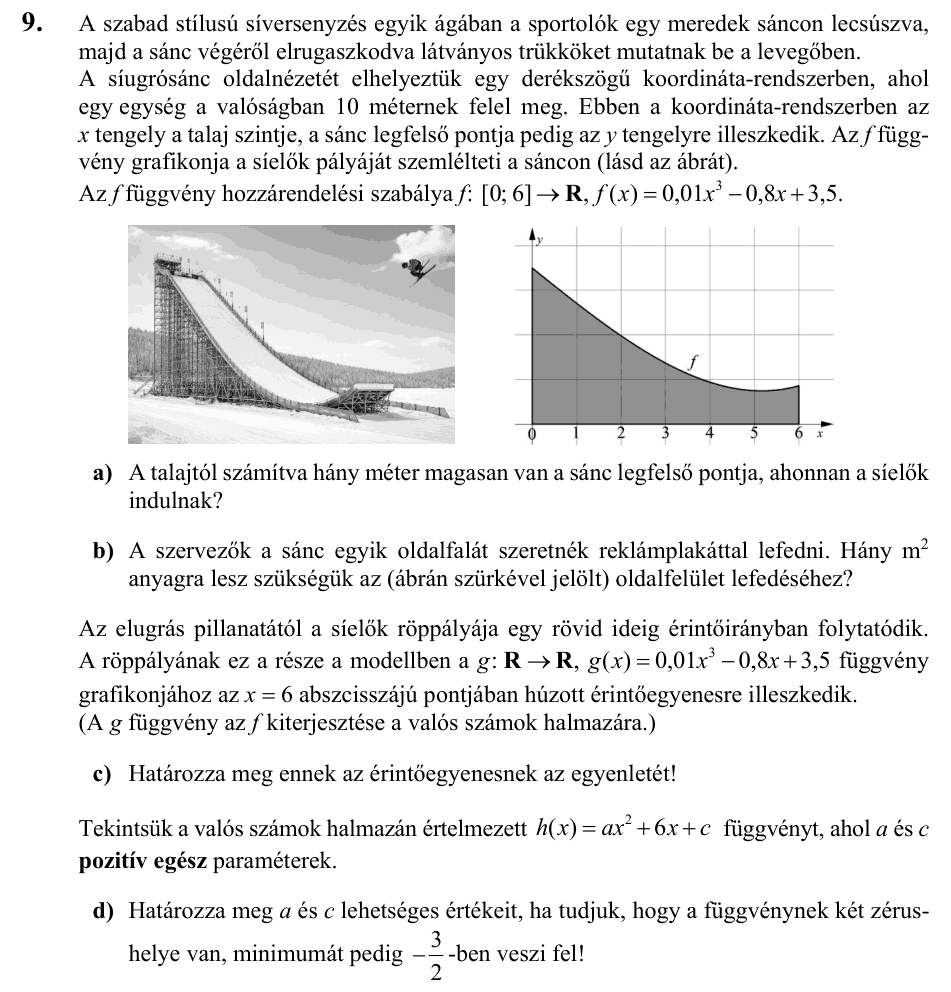 9. A szabad stílusú síversenyzés egyik ágában a sportolók egy meredek sáncon lecsúszva,
majd a sánc végéről elrugaszkodva látványos trükköket mutatnak be a levegőben.
A síugrósánc oldalnézetét elhelyeztük egy derékszögű koordináta-rendszerben, ahol
egy egység a valóságban 10 méternek felel meg. Ebben a koordináta-rendszerben az
x tengely a talaj szintje, a sánc legfelső pontja pedig az y tengelyre illeszkedik. Az f függ-
vény grafikonja a síelők pályáját szemlélteti a sáncon (lásd az ábrát).
Az f függvény hozzárendelési szabálya f: [0; 6] → R, f(x) = 0,01x³ − 0,8x + 3,5.
y
f
0 1 2 3 4 5 6 x
a) A talajtól számítva hány méter magasan van a sánc legfelső pontja, ahonnan a síelők
indulnak?
b) A szervezők a sánc egyik oldalfalát szeretnék reklámplakáttal lefedni. Hány m²
anyagra lesz szükségük az (ábrán szürkével jelölt) oldalfelület lefedéséhez?
Az elugrás pillanatától a síelők röppályája egy rövid ideig érintőirányban folytatódik.
A röppályának ez a része a modellben a g: R → R, g(x) = 0,01x³ − 0,8x + 3,5 függvény
grafikonjához az x = 6 abszcisszájú pontjában húzott érintőegyenesre illeszkedik.
(A g függvény az f kiterjesztése a valós számok halmazára.)
c) Határozza meg ennek az érintőegyenesnek az egyenletét!
Tekintsük a valós számok halmazán értelmezett h(x) = ax² + 6x + c függvényt, ahol a és c
pozitív egész paraméterek.
d) Határozza meg a és c lehetséges értékeit, ha tudjuk, hogy a függvénynek két zérus-
helye van, minimumát pedig −3/2-ben veszi fel!